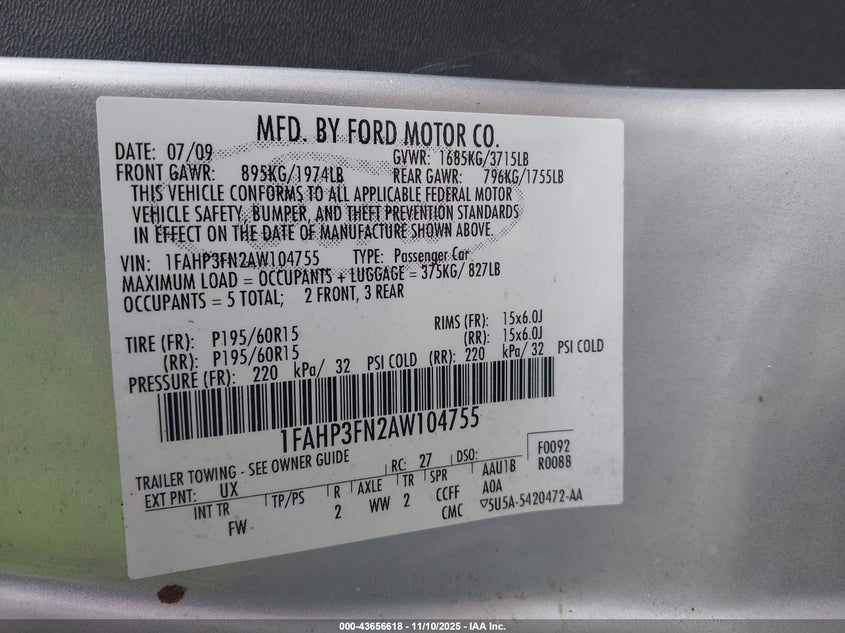 MFD. BY FORD MOTOR CO.
DATE: 07/09 GVWR: 1685KG/3715LB
FRONT GAWR: 895KG/1974LB REAR GAWR: 796KG/1755LB
THIS VEHICLE CONFORMS TO ALL APPLICABLE FEDERAL MOTOR
VEHICLE SAFETY, BUMPER, AND THEFT PREVENTION STANDARDS
IN EFFECT ON THE DATE OF MANUFACTURE SHOWN ABOVE.
VIN: 1FAHP3FN2AW104755 TYPE: Passenger Car
MAXIMUM LOAD = OCCUPANTS + LUGGAGE = 375KG/ 827LB
OCCUPANTS = 5 TOTAL; 2 FRONT, 3 REAR
TIRE (FR): P195/60R15 RIMS (FR): 15x6.0J
(RR): P195/60R15 (RR): 15x6.0J
PRESSURE (FR): 220 kPa/ 32 PSI COLD (RR): 220 kPa/ 32 PSI COLD
1FAHP3FN2AW104755
TRAILER TOWING - SEE OWNER GUIDE RC: 27 DSO: F0092
EXT PNT: UX R0088
INT TR TP/PS R AXLE TR SPR AAU1B
FW 2 WW 2 CCFF A0A
CMC ▽5U5A-5420472-AA
000-43656618 - 11/10/2025 - IAA Inc.